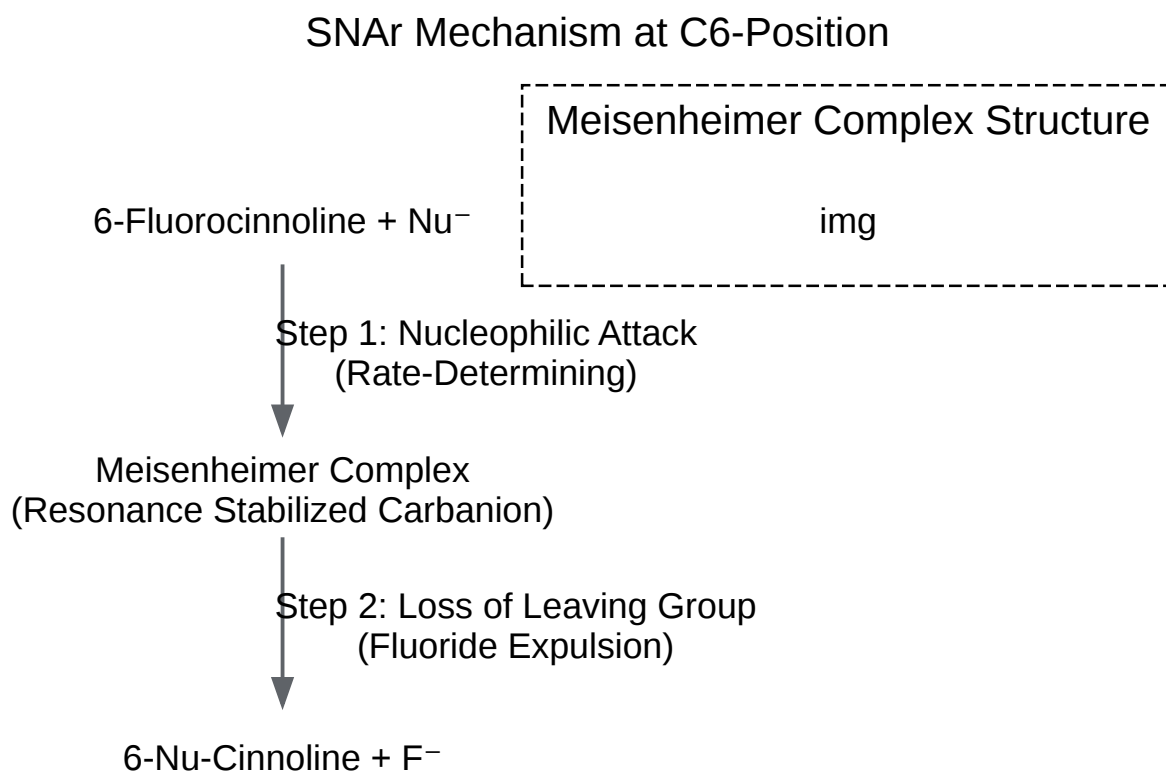 SNAr Mechanism at C6-Position
Meisenheimer Complex Structure
6-Fluorocinnoline + Nu⁻
img
Step 1: Nucleophilic Attack
(Rate-Determining)
Meisenheimer Complex
(Resonance Stabilized Carbanion)
Step 2: Loss of Leaving Group
(Fluoride Expulsion)
6-Nu-Cinnoline + F⁻